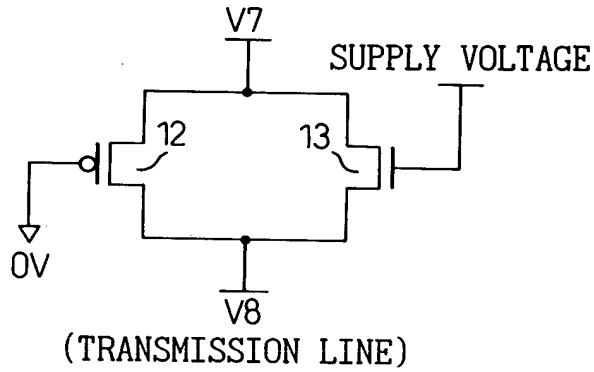 V7
SUPPLY VOLTAGE
12
13
0V
V8
(TRANSMISSION LINE)